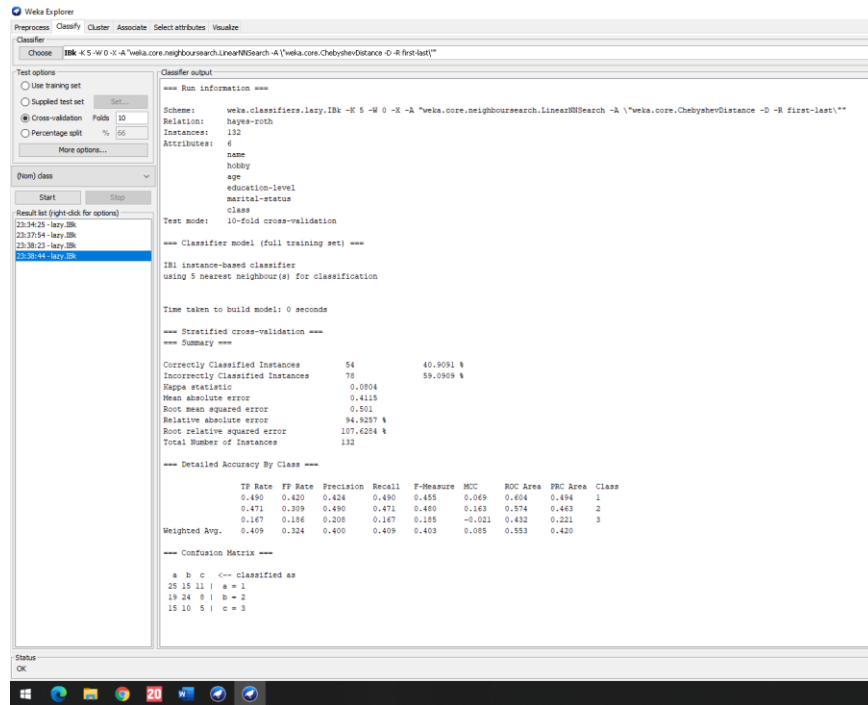 Weka Explorer
Preprocess Classify Cluster Associate Select attributes Visualize
Classifier
Choose IBk -K 5 -W 0 -X -A "weka.core.neighboursearch.LinearNNSearch -A \"weka.core.ChebyshevDistance -D -R first-last\""
Test options
Use training set
Supplied test set Set...
Cross-validation Folds 10
Percentage split % 66
More options...
(Nom) class
Start Stop
Result list (right-click for options)
23:34:25 - lazy.IBk
23:37:54 - lazy.IBk
23:38:23 - lazy.IBk
23:38:44 - lazy.IBk
Classifier output
=== Run information ===
Scheme: weka.classifiers.lazy.IBk -K 5 -W 0 -X -A "weka.core.neighboursearch.LinearNNSearch -A \"weka.core.ChebyshevDistance -D -R first-last\""
Relation: hayes-roth
Instances: 132
Attributes: 6
name
hobby
age
education-level
marital-status
class
Test mode: 10-fold cross-validation
=== Classifier model (full training set) ===
IB1 instance-based classifier
using 5 nearest neighbour(s) for classification
Time taken to build model: 0 seconds
=== Stratified cross-validation ===
=== Summary ===
Correctly Classified Instances 54 40.9091 %
Incorrectly Classified Instances 78 59.0909 %
Kappa statistic 0.0804
Mean absolute error 0.4115
Root mean squared error 0.501
Relative absolute error 94.9257 %
Root relative squared error 107.6284 %
Total Number of Instances 132
=== Detailed Accuracy By Class ===
TP Rate FP Rate Precision Recall F-Measure MCC ROC Area PRC Area Class
0.490 0.420 0.424 0.490 0.455 0.069 0.604 0.494 1
0.471 0.309 0.490 0.471 0.480 0.163 0.574 0.463 2
0.167 0.186 0.208 0.167 0.185 -0.021 0.432 0.221 3
Weighted Avg. 0.409 0.324 0.400 0.409 0.403 0.085 0.553 0.420
=== Confusion Matrix ===
a b c <-- classified as
25 15 11 | a = 1
19 24 8 | b = 2
15 10 5 | c = 3
Status
OK
20
W